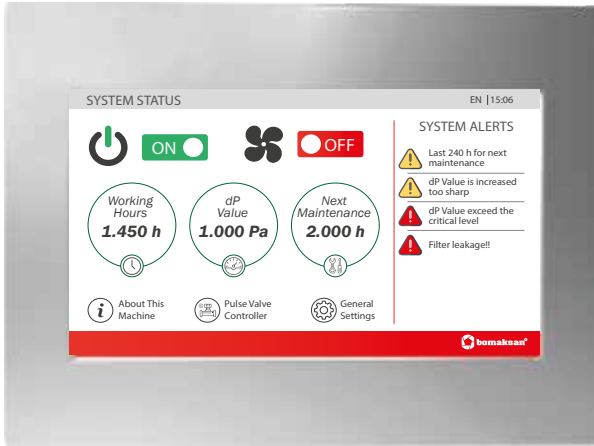 SYSTEM STATUS
EN | 15:06
ON
OFF
Working
Hours
1.450 h
dP
Value
1.000 Pa
Next
Maintenance
2.000 h
About This
Machine
Pulse Valve
Controller
General
Settings
SYSTEM ALERTS
Last 240 h for next
maintenance
dP Value is increased
too sharp
dP Value exceed the
critical level
Filter leakage!!
bomaksan®